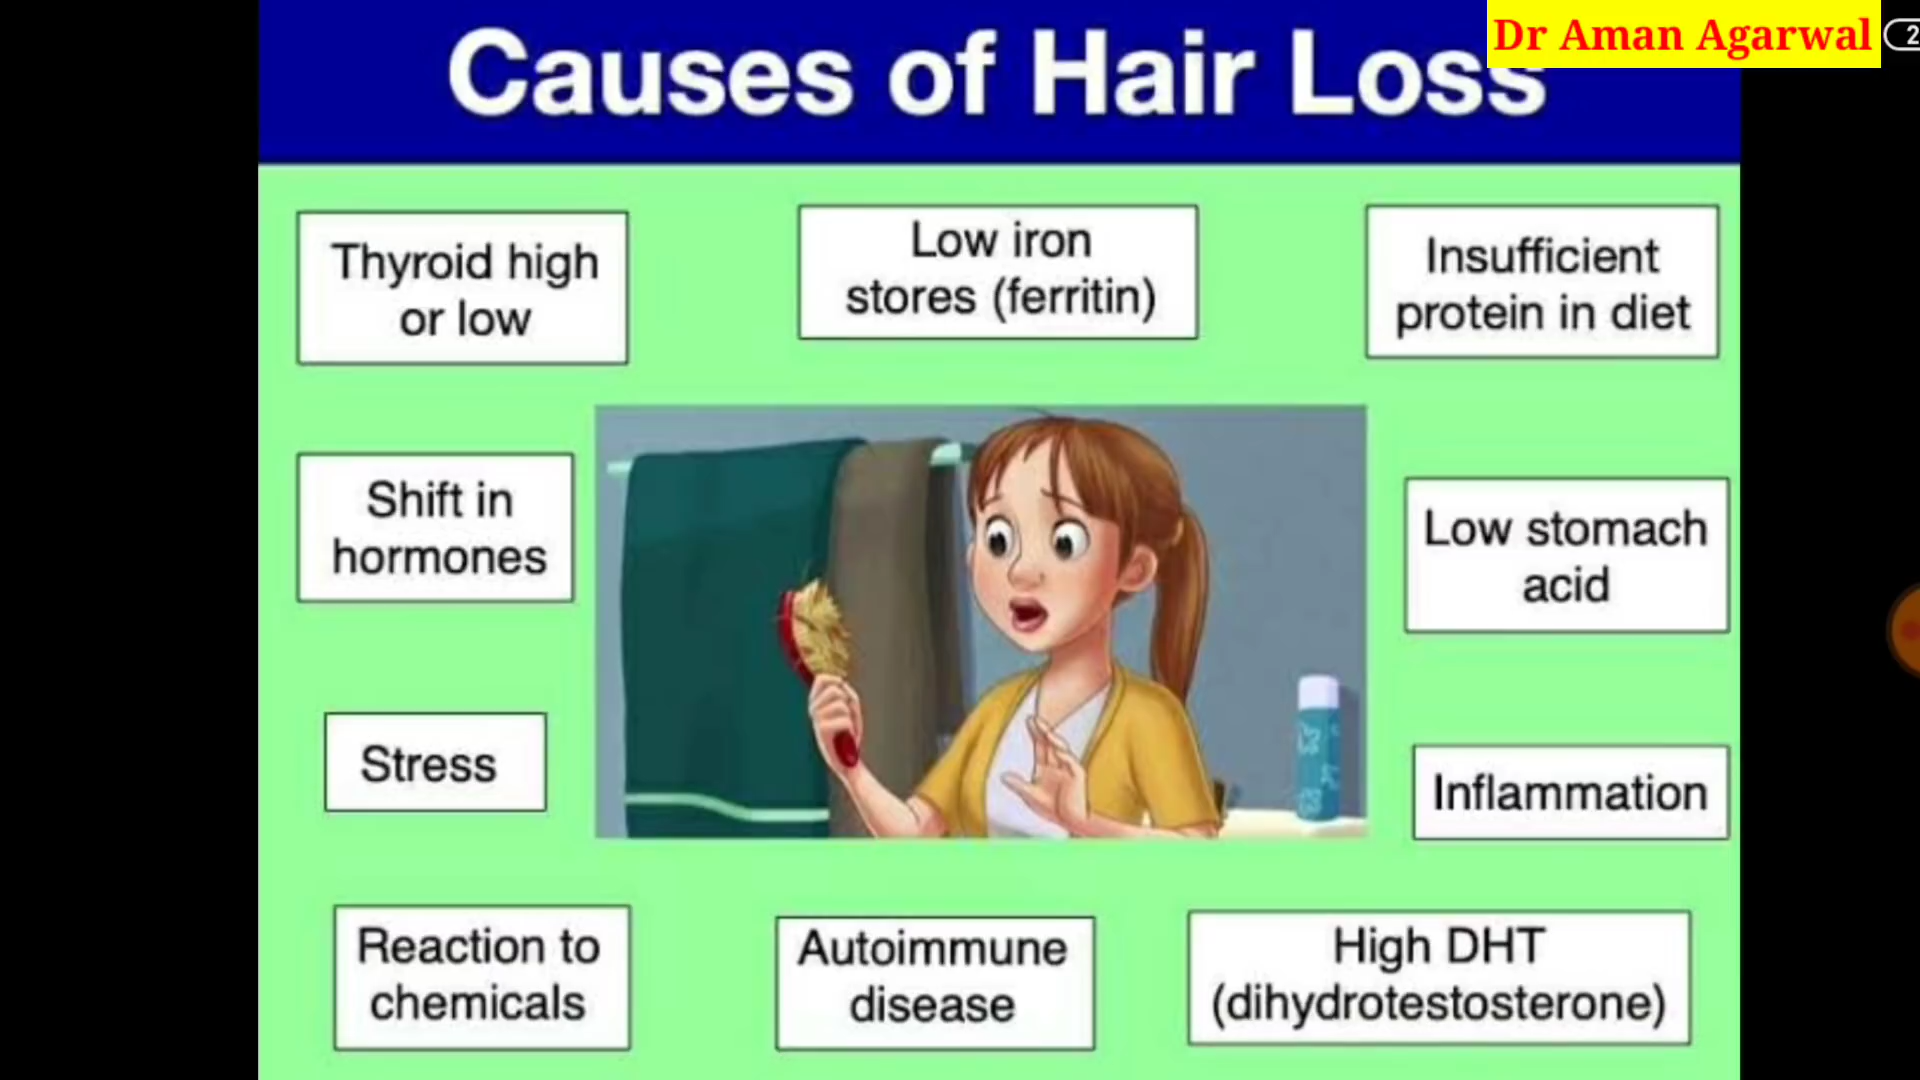 Dr Aman Agarwal
2
Causes of Hair Loss
Thyroid high
or low
Low iron
stores (ferritin)
Insufficient
protein in diet
Shift in
hormones
Low stomach
acid
Stress
Inflammation
Reaction to
chemicals
Autoimmune
disease
High DHT
(dihydrotestosterone)